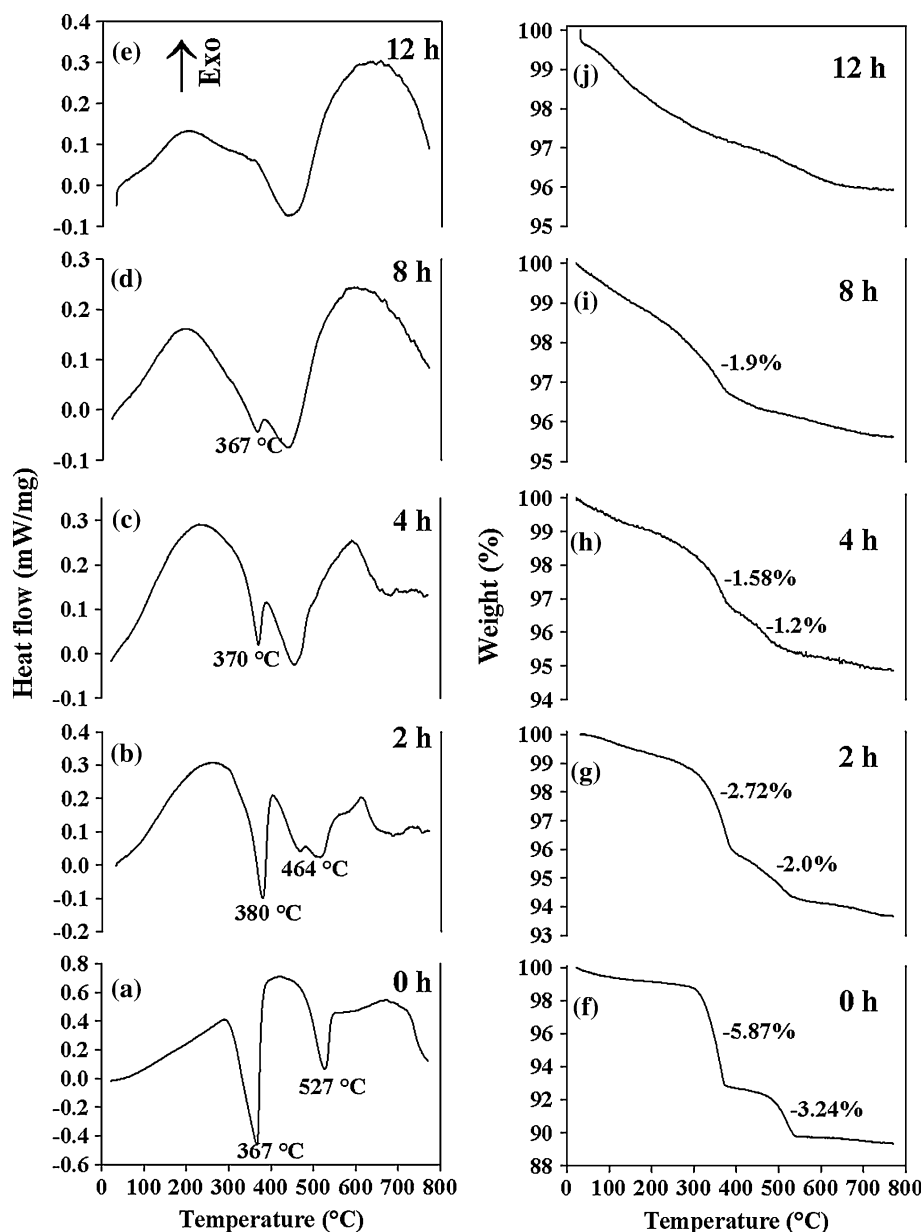 Heat flow (mW/mg)
(e)
Exo
12 h
0.4
0.3
0.2
0.1
0.0
-0.1
(d)
8 h
0.3
0.2
0.1
0.0
-0.1
367 °C
(c)
4 h
0.3
0.2
0.1
0.0
-0.1
370 °C
(b)
2 h
0.4
0.3
0.2
0.1
0.0
-0.1
-0.2
380 °C
464 °C
(a)
0 h
0.8
0.6
0.4
0.2
0.0
-0.2
-0.4
-0.6
367 °C
527 °C
0 100 200 300 400 500 600 700 800
Temperature (°C)
Weight (%)
(j)
12 h
100
99
98
97
96
95
(i)
8 h
100
99
98
97
96
95
-1.9%
(h)
4 h
100
99
98
97
96
95
94
-1.58%
-1.2%
(g)
2 h
100
99
98
97
96
95
94
93
-2.72%
-2.0%
(f)
0 h
100
98
96
94
92
90
88
-5.87%
-3.24%
0 100 200 300 400 500 600 700 800
Temperature (°C)